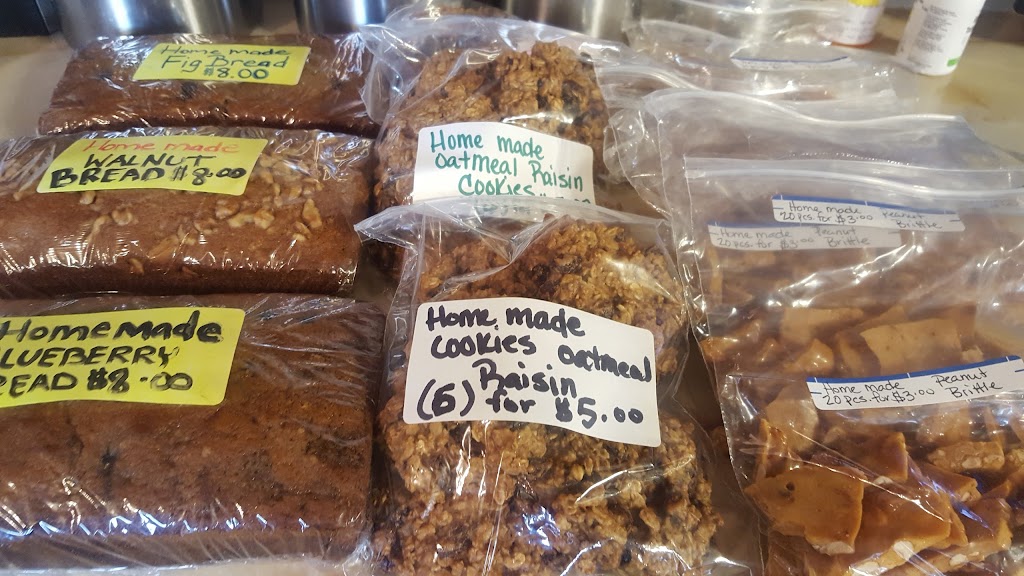 Home made
Fig Bread
$8.00
Home made
WALNUT
BREAD $8.00
Home made
LUEBERRY
EAD $8.00
Home made
oatmeal Raisin
Cookies
Home made
cookies oatmeal
Raisin
(6) for $5.00
Home made Peanut
20 pcs for $3.00 Brittle
Home made Peanut
20 pcs for $3.00 Brittle
Home made Peanut
20 pcs for $3.00 Brittle